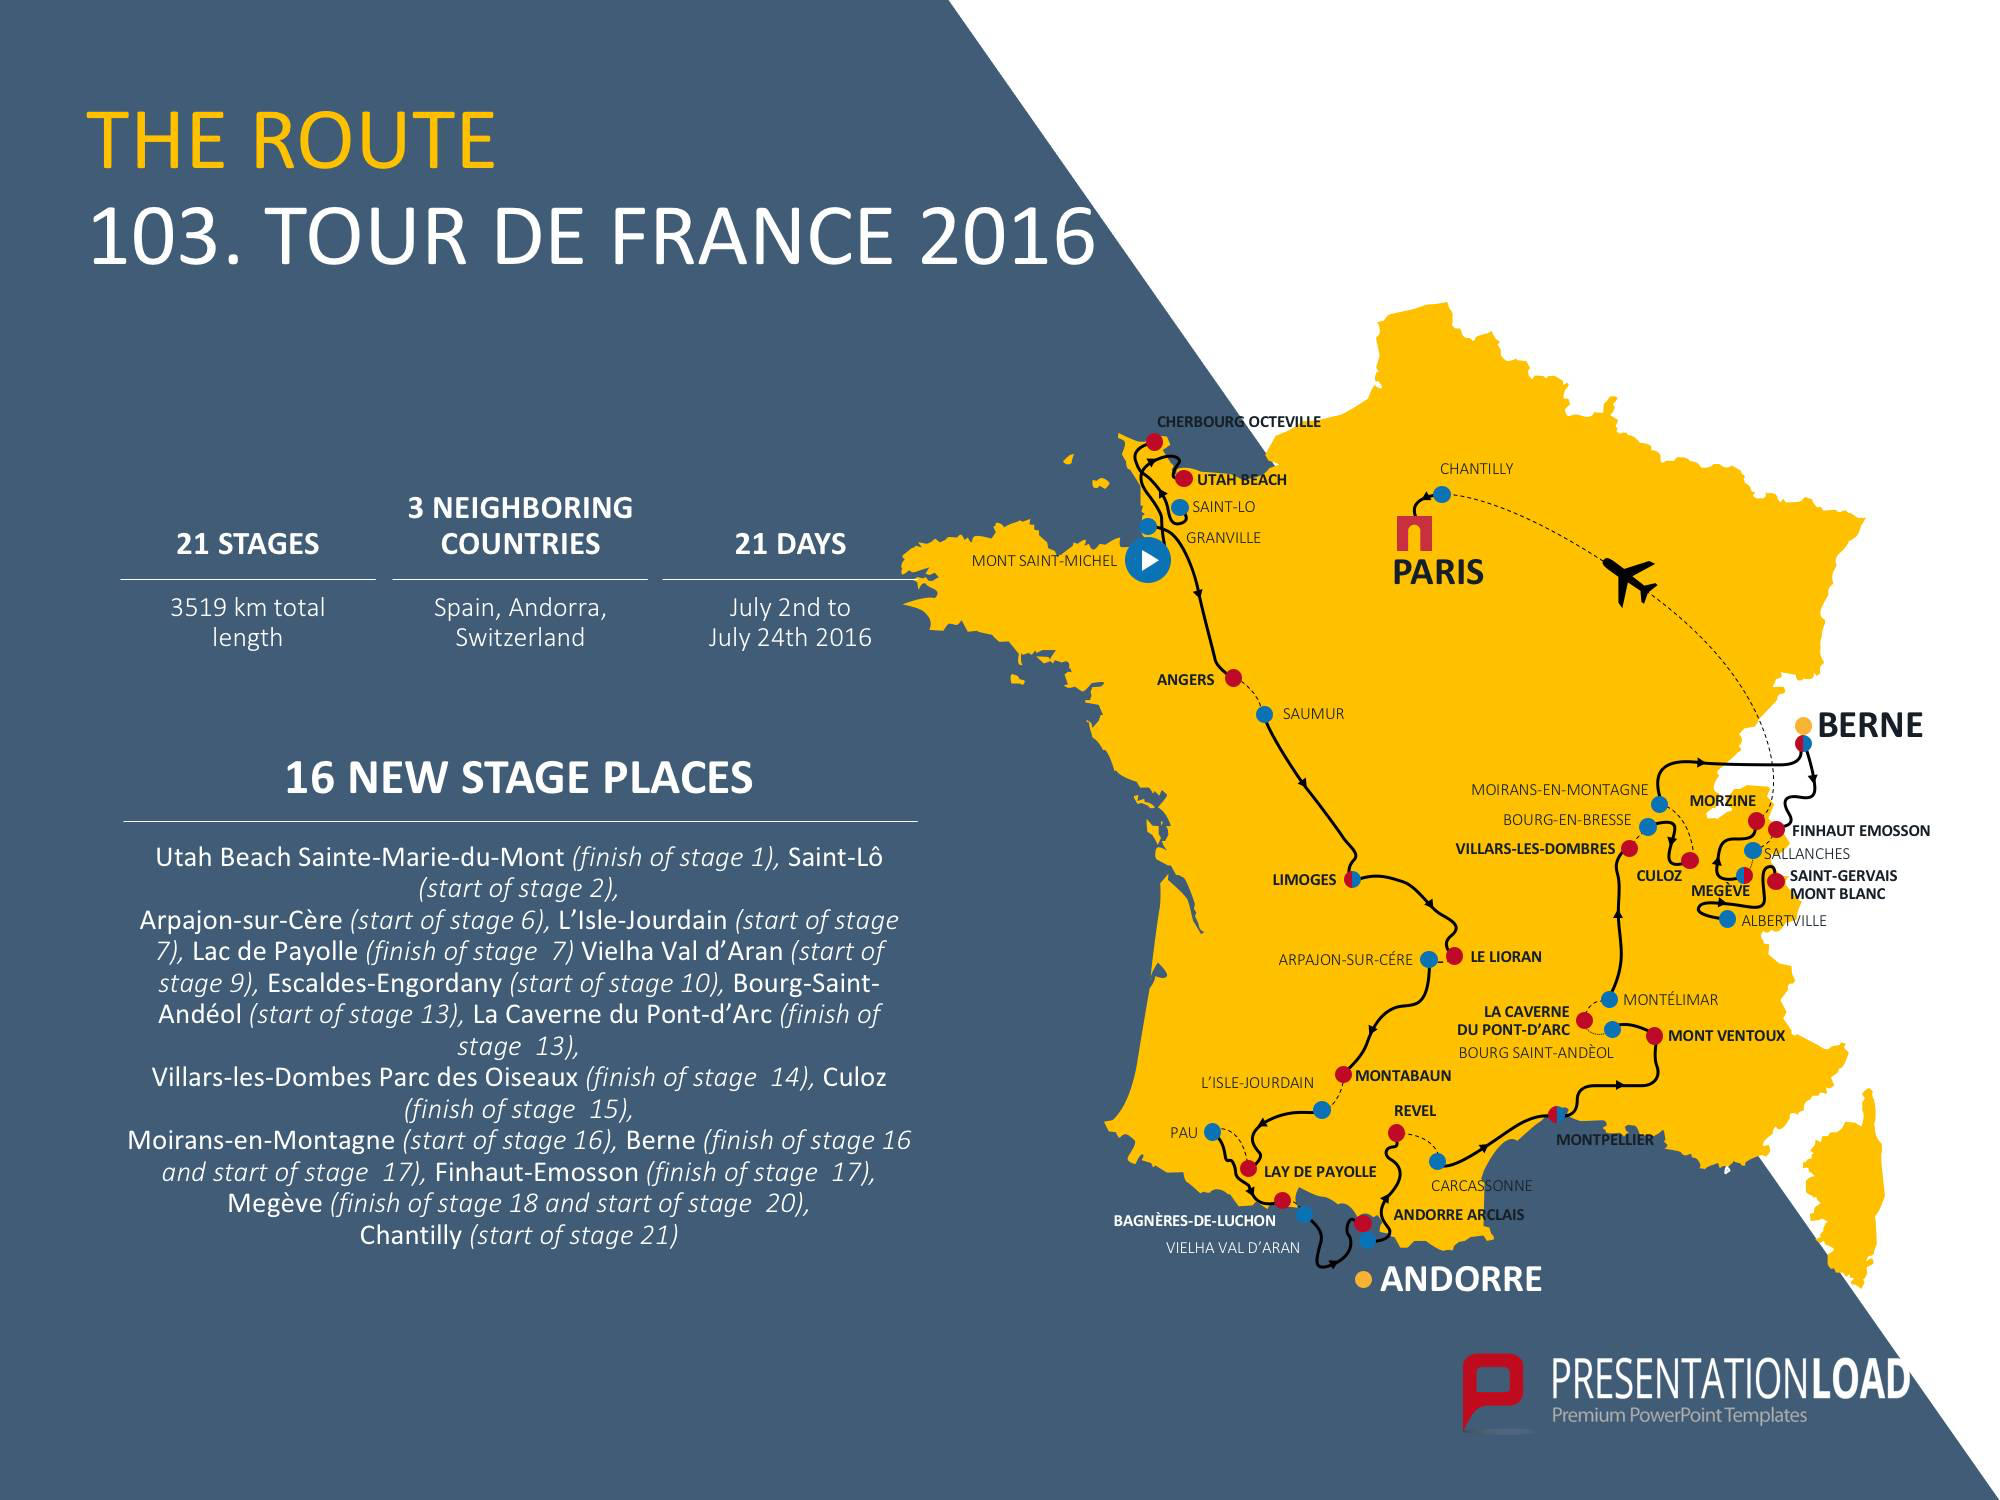 THE ROUTE
103. TOUR DE FRANCE 2016
21 STAGES
3519 km total
length
3 NEIGHBORING
COUNTRIES
Spain, Andorra,
Switzerland
21 DAYS
July 2nd to
July 24th 2016
16 NEW STAGE PLACES
Utah Beach Sainte-Marie-du-Mont (finish of stage 1), Saint-Lô
(start of stage 2),
Arpajon-sur-Cère (start of stage 6), L’Isle-Jourdain (start of stage
7), Lac de Payolle (finish of stage 7) Vielha Val d’Aran (start of
stage 9), Escaldes-Engordany (start of stage 10), Bourg-Saint-
Andéol (start of stage 13), La Caverne du Pont-d’Arc (finish of
stage 13),
Villars-les-Dombes Parc des Oiseaux (finish of stage 14), Culoz
(finish of stage 15),
Moirans-en-Montagne (start of stage 16), Berne (finish of stage 16
and start of stage 17), Finhaut-Emosson (finish of stage 17),
Megève (finish of stage 18 and start of stage 20),
Chantilly (start of stage 21)
CHERBOURG OCTEVILLE
UTAH BEACH
SAINT-LO
GRANVILLE
MONT SAINT-MICHEL
CHANTILLY
PARIS
ANGERS
SAUMUR
BERNE
MOIRANS-EN-MONTAGNE
MORZINE
BOURG-EN-BRESSE
FINHAUT EMOSSON
VILLARS-LES-DOMBRES
SALLANCHES
CULOZ
SAINT-GERVAIS
MONT BLANC
MEGÈVE
ALBERTVILLE
LIMOGES
ARPAJON-SUR-CÉRE
LE LIORAN
MONTÉLIMAR
LA CAVERNE
DU PONT-D’ARC
MONT VENTOUX
BOURG SAINT-ANDÈOL
L’ISLE-JOURDAIN
MONTABAUN
REVEL
PAU
MONTPELLIER
LAY DE PAYOLLE
CARCASSONNE
BAGNÈRES-DE-LUCHON
ANDORRE ARCLAIS
VIELHA VAL D’ARAN
ANDORRE
PRESENTATIONLOAD
Premium PowerPoint Templates